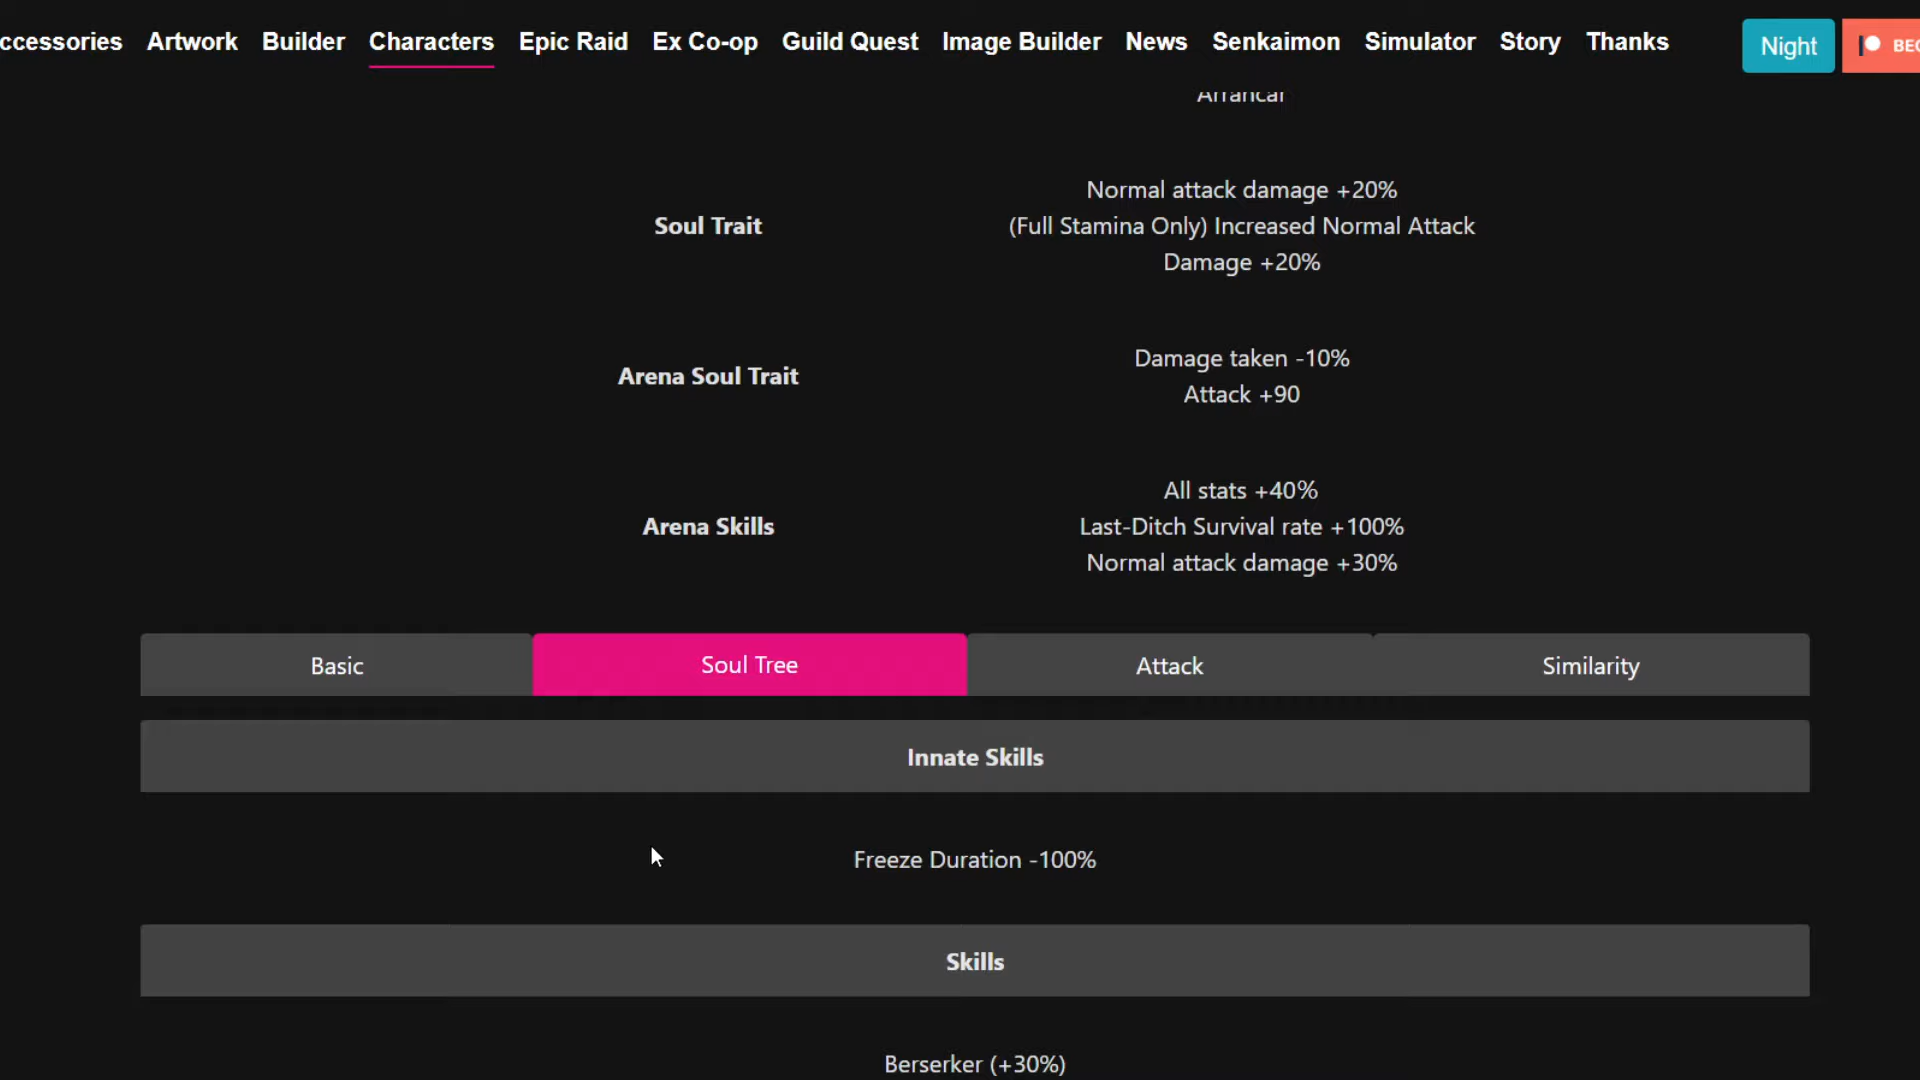 Artwork Builder Characters Epic Raid Ex Co-op Guild Quest Image Builder News Senkaimon Simulator Story Thanks Night
Arrancar
Soul Trait
Normal attack damage +20%
(Full Stamina Only) Increased Normal Attack
Damage +20%
Arena Soul Trait
Damage taken -10%
Attack +90
Arena Skills
All stats +40%
Last-Ditch Survival rate +100%
Normal attack damage +30%
Basic Soul Tree Attack Similarity
Innate Skills
Freeze Duration -100%
Skills
Berserker (+30%)